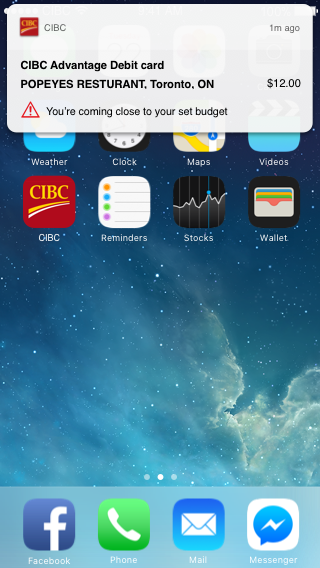 CIBC
CIBC 1m ago
CIBC Advantage Debit card
POPEYES RESTURANT, Toronto, ON $12.00
You're coming close to your set budget
Weather Clock Maps Videos
CIBC
CIBC Reminders Stocks Wallet
Facebook Phone Mail Messenger